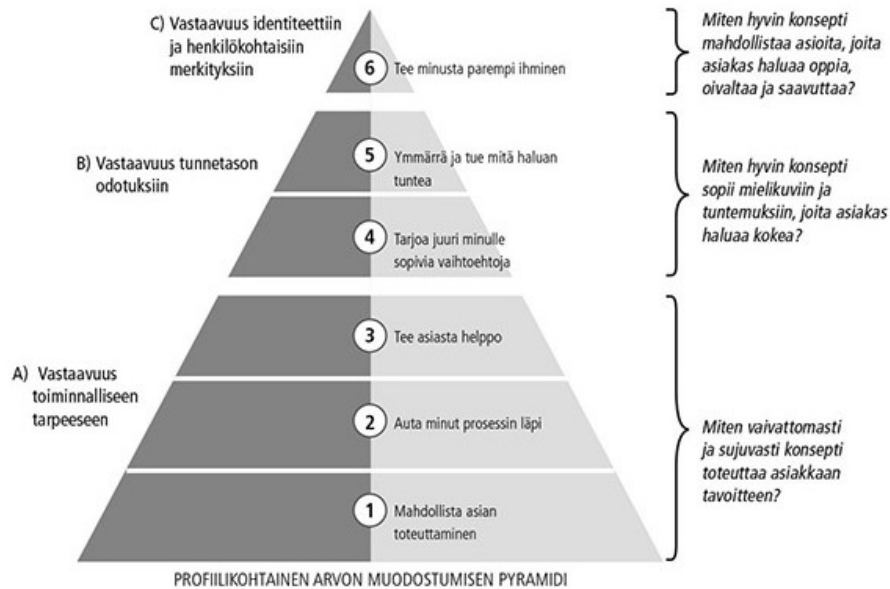 C) Vastaavuus identiteettiin
ja henkilökohtaisiin
merkityksiin
6 Tee minusta parempi ihminen
Miten hyvin konsepti
mahdollistaa asioita, joita
asiakas haluaa oppia,
oivaltaa ja saavuttaa?
B) Vastaavuus tunnetason
odotuksiin
5 Ymmärrä ja tue mitä haluan
tuntea
4 Tarjoa juuri minulle
sopivia vaihtoehtoja
Miten hyvin konsepti
sopii mielikuviin ja
tuntemuksiin, joita asiakas
haluaa kokea?
A) Vastaavuus
toiminnalliseen
tarpeeseen
3 Tee asiasta helppo
2 Auta minut prosessin läpi
1 Mahdollista asian
toteuttaminen
Miten vaivattomasti
ja sujuvasti konsepti
toteuttaa asiakkaan
tavoitteen?
PROFIILIKOHTAINEN ARVON MUODOSTUMISEN PYRAMIDI